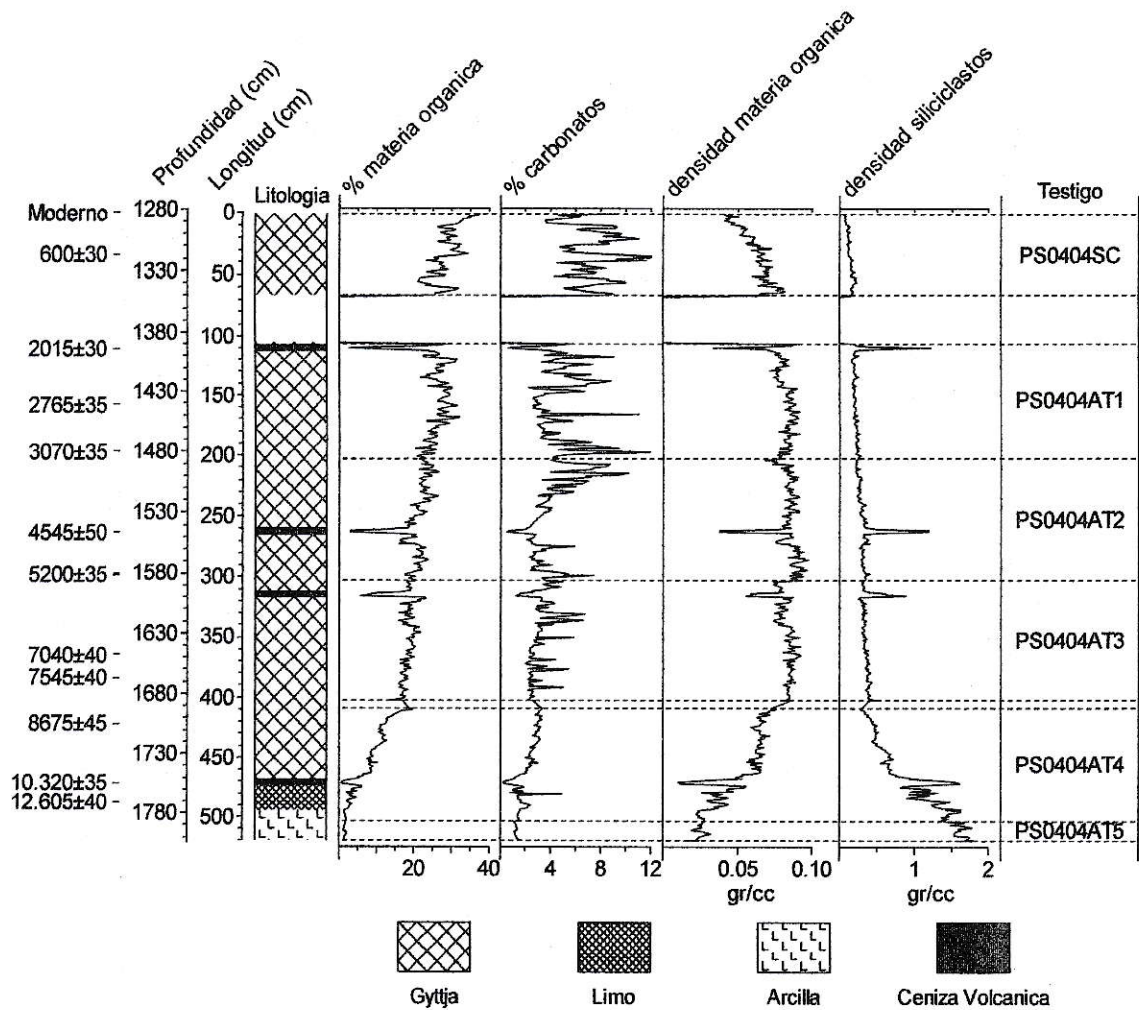 Profundidad (cm)
Longitud (cm)
% materia organica
% carbonatos
densidad materia organica
densidad siliciclastos
Litologia
Testigo
Moderno
600±30
2015±30
2765±35
3070±35
4545±50
5200±35
7040±40
7545±40
8675±45
10.320±35
12.605±40
1280
1330
1380
1430
1480
1530
1580
1630
1680
1730
1780
0
50
100
150
200
250
300
350
400
450
500
PS0404SC
PS0404AT1
PS0404AT2
PS0404AT3
PS0404AT4
PS0404AT5
20 40
4 8 12
0.05 0.10
gr/cc
1 2
gr/cc
Gyttja
Limo
Arcilla
Ceniza Volcanica